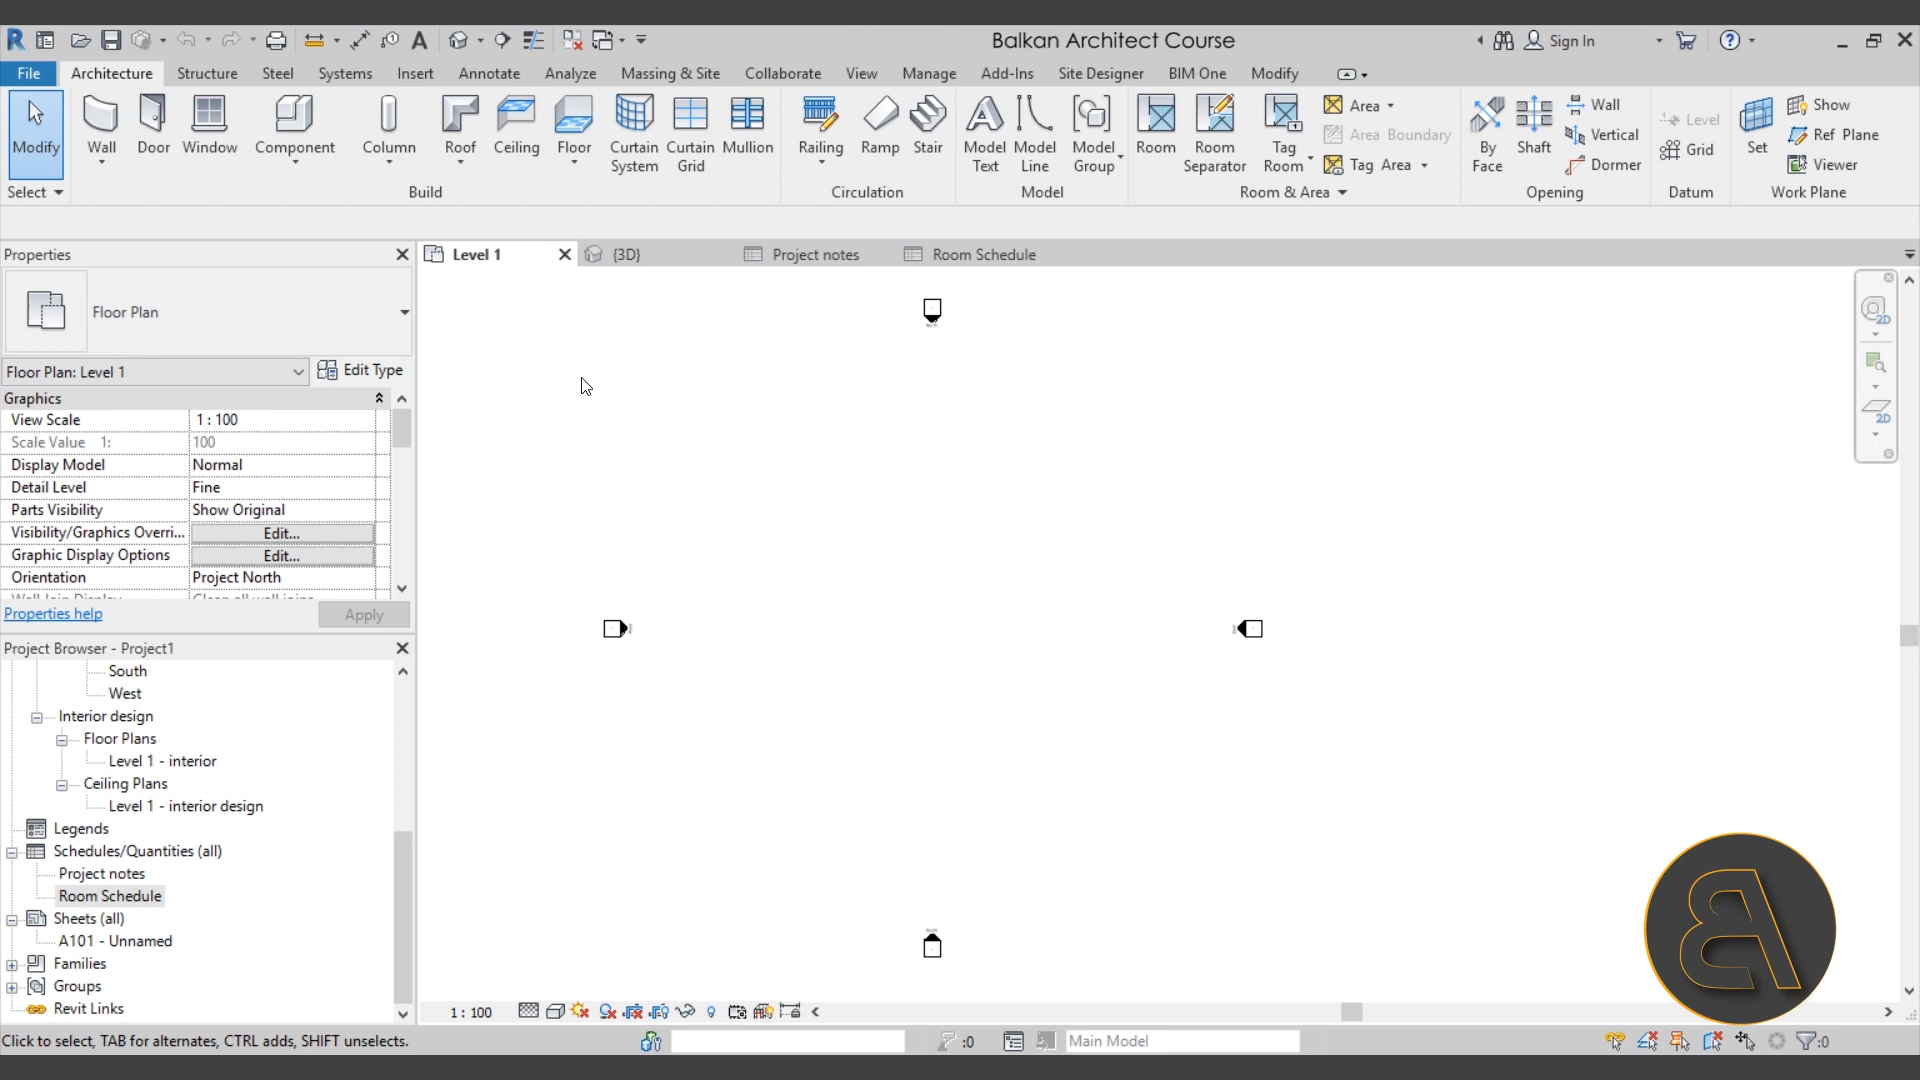 Balkan Architect Course
Sign In
File Architecture Structure Steel Systems Insert Annotate Analyze Massing & Site Collaborate View Manage Add-Ins Site Designer BIM One Modify
Modify Wall Door Window Component Column Roof Ceiling Floor Curtain System Curtain Grid Mullion Railing Ramp Stair Model Text Model Line Model Group Room Room Separator Tag Room
Area
Area Boundary
Tag Area
By Face Shaft
Wall
Vertical
Dormer
Level
Grid
Set
Show
Ref Plane
Viewer
Select Build Circulation Model Room & Area Opening Datum Work Plane
Properties
Level 1 {3D} Project notes Room Schedule
Floor Plan
Floor Plan: Level 1 Edit Type
Graphics
View Scale 1 : 100
Scale Value 1: 100
Display Model Normal
Detail Level Fine
Parts Visibility Show Original
Visibility/Graphics Overri... Edit...
Graphic Display Options Edit...
Orientation Project North
Properties help Apply
Project Browser - Project1
South
West
Interior design
Floor Plans
Level 1 - interior
Ceiling Plans
Level 1 - interior design
Legends
Schedules/Quantities (all)
Project notes
Room Schedule
Sheets (all)
A101 - Unnamed
Families
Groups
Revit Links
2D
2D
1 : 100
Click to select, TAB for alternates, CTRL adds, SHIFT unselects.
:0
Main Model
:0